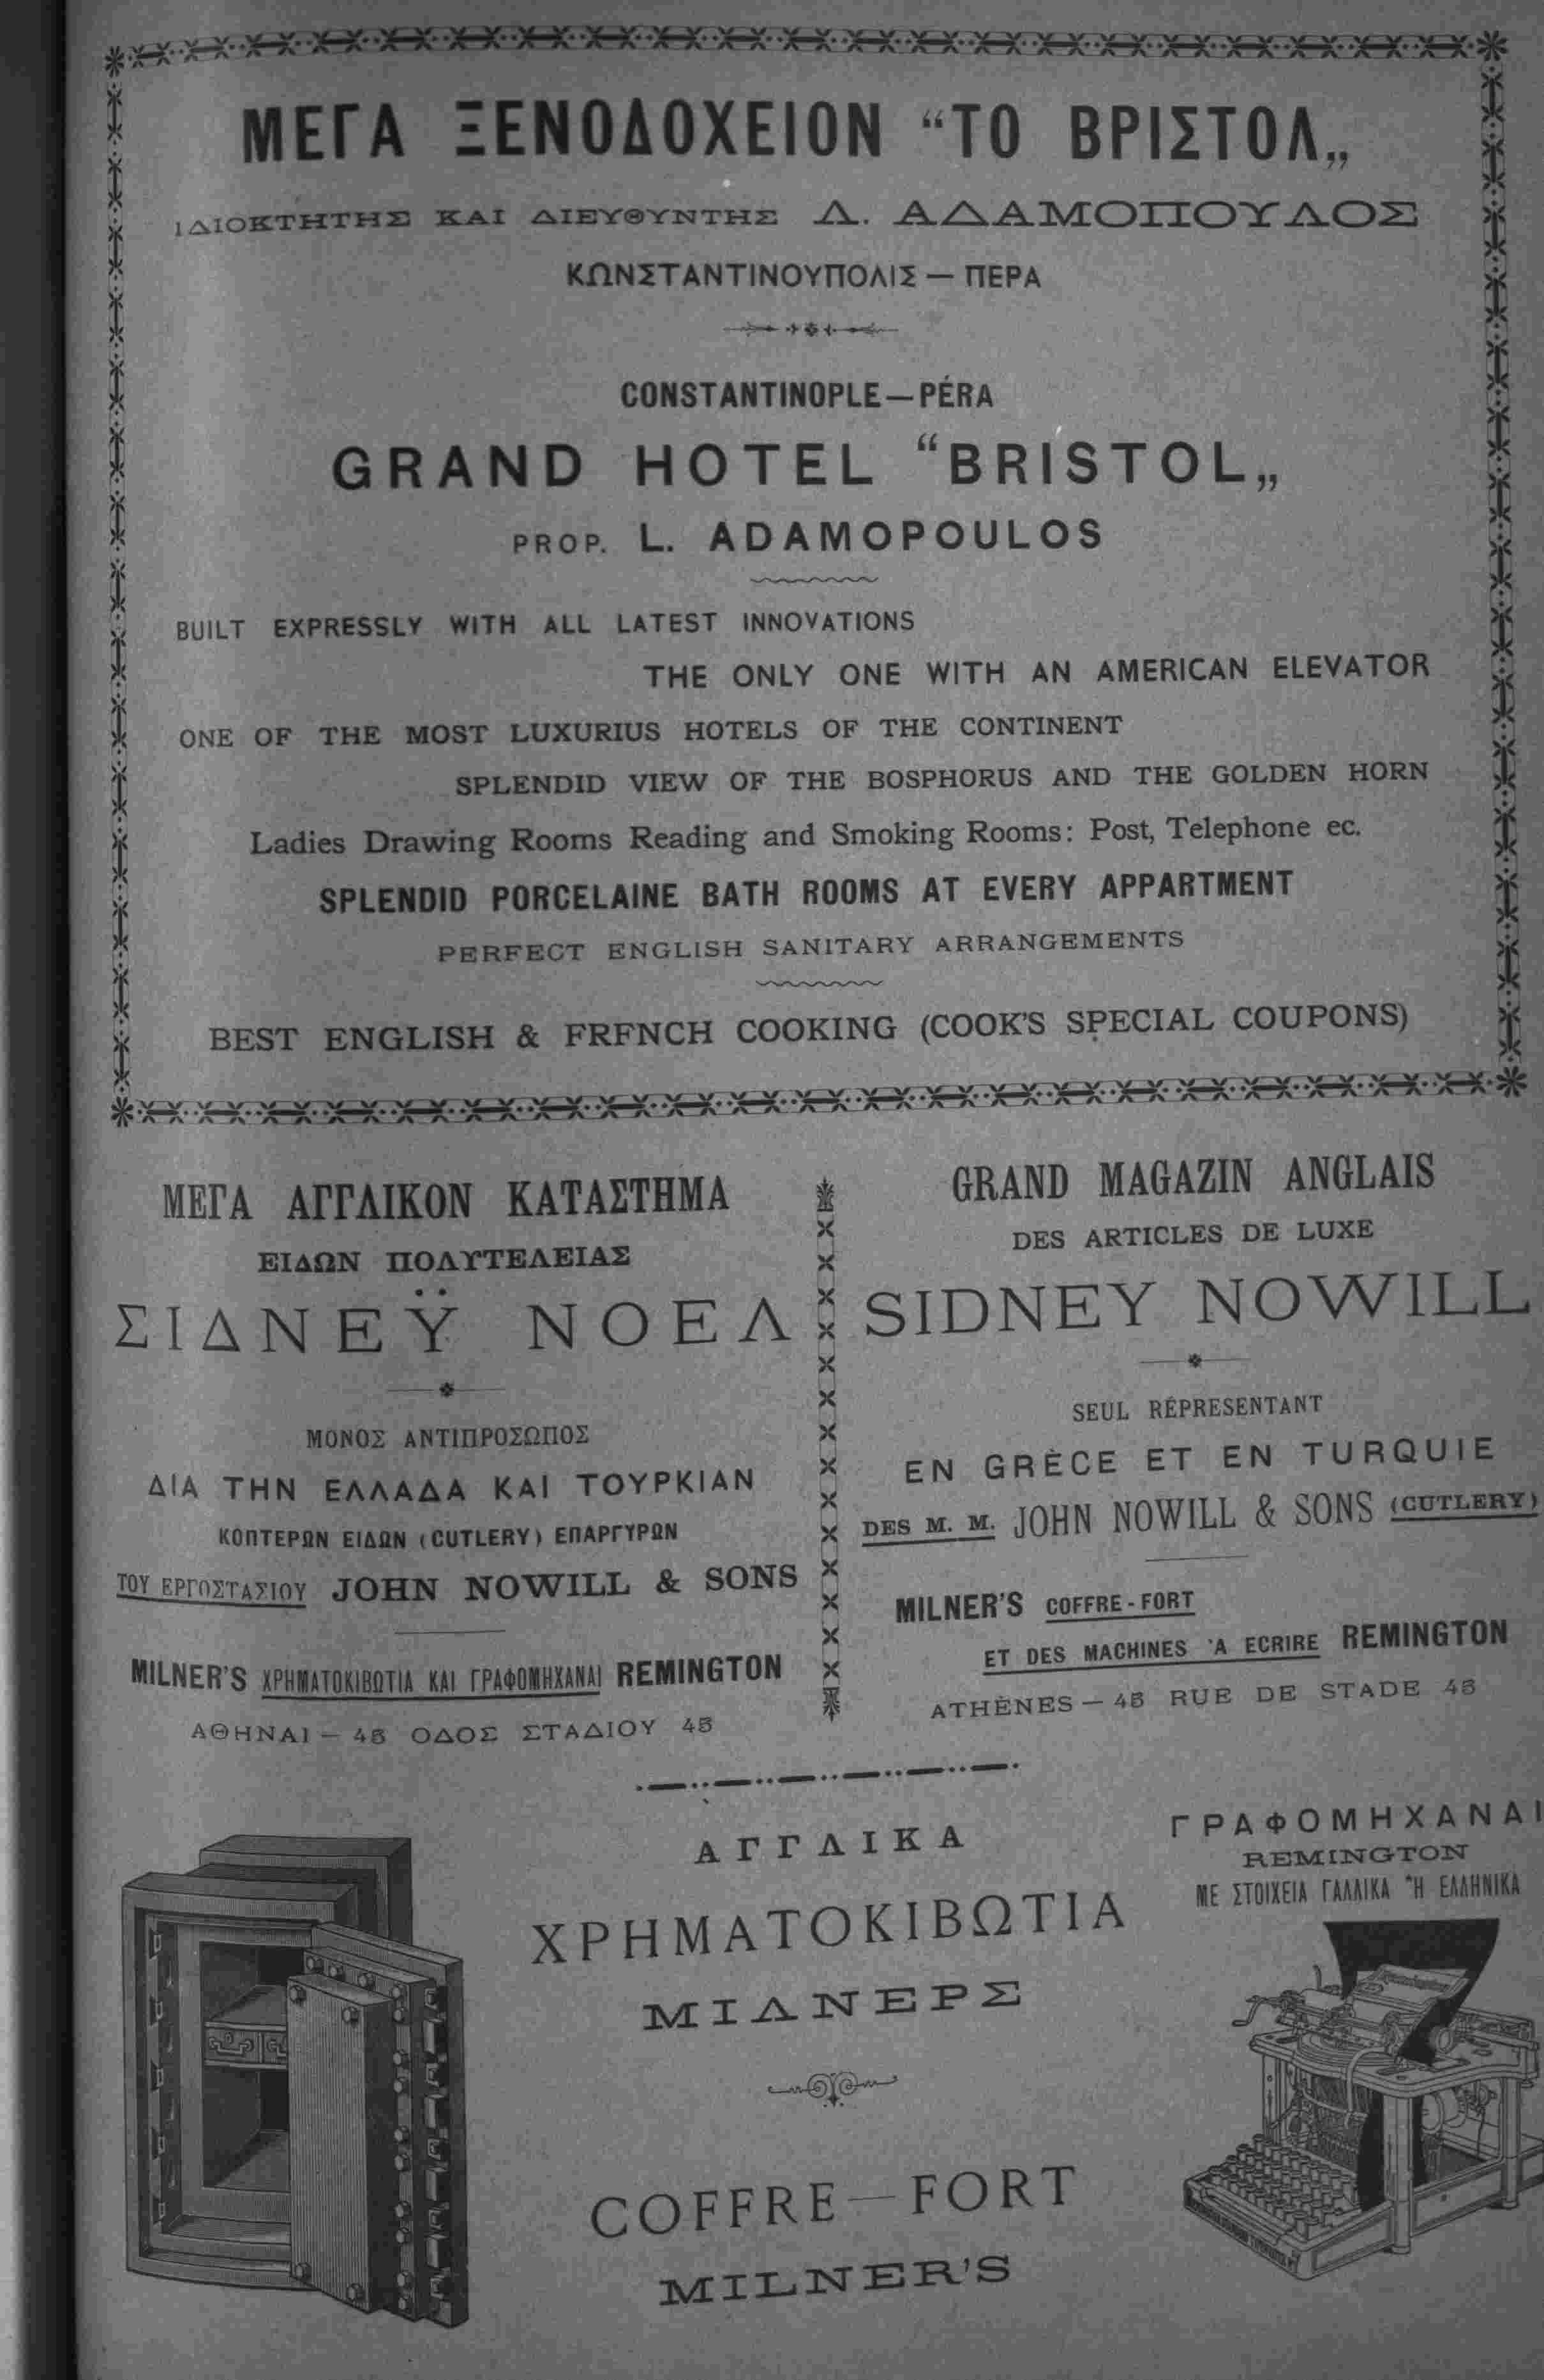 ΜΕΓΑ ΞΕΝΟΔΟΧΕΙΟΝ “ΤΟ ΒΡΙΣΤΟΛ„
ΙΔΙΟΚΤΗΤΗΣ ΚΑΙ ΔΙΕΥΘΥΝΤΗΣ Λ. ΑΔΑΜΟΠΟΥΛΟΣ
ΚΩΝΣΤΑΝΤΙΝΟΥΠΟΛΙΣ — ΠΕΡΑ
CONSTANTINOPLE—PÉRA
GRAND HOTEL “BRISTOL„
PROP. L. ADAMOPOULOS
BUILT EXPRESSLY WITH ALL LATEST INNOVATIONS
THE ONLY ONE WITH AN AMERICAN ELEVATOR
ONE OF THE MOST LUXURIUS HOTELS OF THE CONTINENT
SPLENDID VIEW OF THE BOSPHORUS AND THE GOLDEN HORN
Ladies Drawing Rooms Reading and Smoking Rooms: Post, Telephone ec.
SPLENDID PORCELAINE BATH ROOMS AT EVERY APPARTMENT
PERFECT ENGLISH SANITARY ARRANGEMENTS
BEST ENGLISH & FRFNCH COOKING (COOK'S SPECIAL COUPONS)
ΜΕΓΑ ΑΓΓΛΙΚΟΝ ΚΑΤΑΣΤΗΜΑ
ΕΙΔΩΝ ΠΟΛΥΤΕΛΕΙΑΣ
ΣΙΔΝΕΫ ΝΟΕΛ
ΜΟΝΟΣ ΑΝΤΙΠΡΟΣΩΠΟΣ
ΔΙΑ ΤΗΝ ΕΛΛΑΔΑ ΚΑΙ ΤΟΥΡΚΙΑΝ
ΚΟΠΤΕΡΩΝ ΕΙΔΩΝ (CUTLERY) ΕΠΑΡΓΥΡΩΝ
ΤΟΥ ΕΡΓΟΣΤΑΣΙΟΥ JOHN NOWILL & SONS
MILNER'S ΧΡΗΜΑΤΟΚΙΒΩΤΙΑ ΚΑΙ ΓΡΑΦΟΜΗΧΑΝΑΙ REMINGTON
ΑΘΗΝΑΙ — 45 ΟΔΟΣ ΣΤΑΔΙΟΥ 45
GRAND MAGAZIN ANGLAIS
DES ARTICLES DE LUXE
SIDNEY NOWILL
SEUL RÉPRESENTANT
EN GRÈCE ET EN TURQUIE
DES M. M. JOHN NOWILL & SONS (CUTLERY)
MILNER'S COFFRE-FORT
ET DES MACHINES 'A ECRIRE REMINGTON
ATHÈNES — 45 RUE DE STADE 45
ΑΓΓΛΙΚΑ
ΧΡΗΜΑΤΟΚΙΒΩΤΙΑ
ΜΙΛΝΕΡΣ
COFFRE—FORT
MILNER'S
ΓΡΑΦΟΜΗΧΑΝΑΙ
REMINGTON
ΜΕ ΣΤΟΙΧΕΙΑ ΓΑΛΛΙΚΑ Ἢ ΕΛΛΗΝΙΚΑ